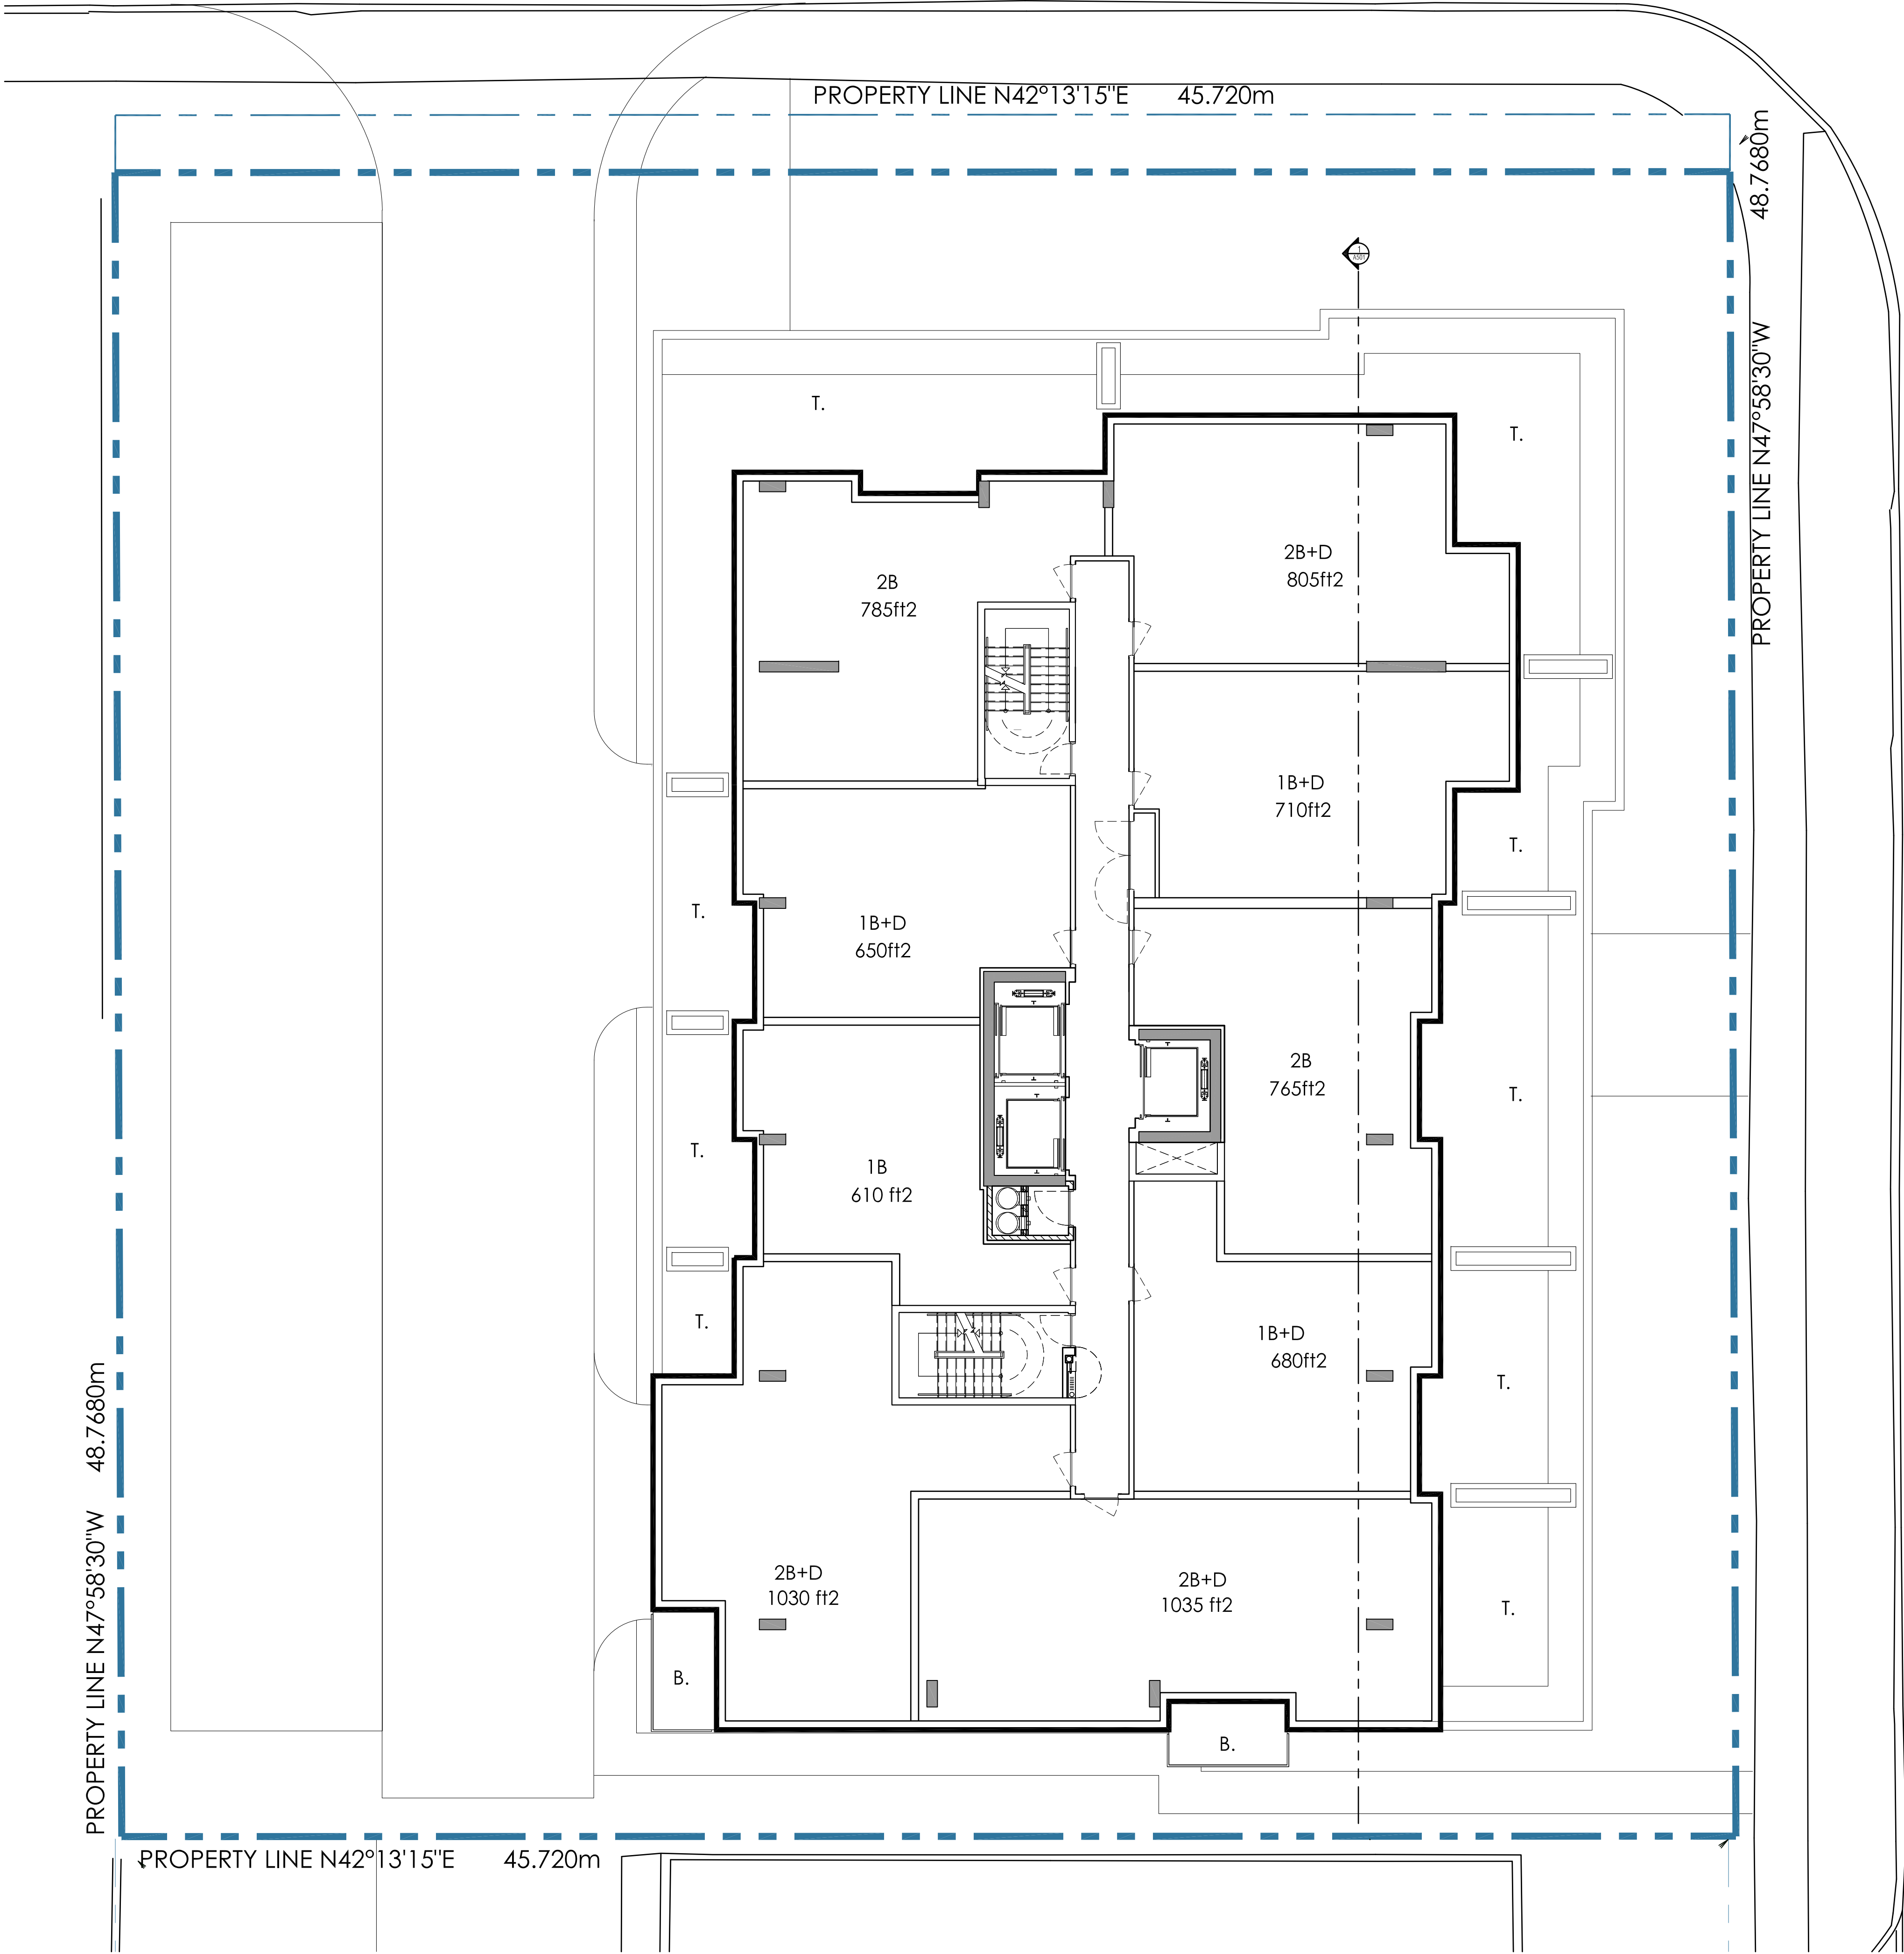 PROPERTY LINE N42°13'15"E 45.720m
48.7680m
PROPERTY LINE N47°58'30"W
1
A501
T.
T.
2B+D
805ft2
2B
785ft2
1B+D
710ft2
T.
T.
1B+D
650ft2
2B
765ft2
T.
T.
1B
610 ft2
T.
1B+D
680ft2
T.
48.7680m
PROPERTY LINE N47°58'30"W
2B+D
1030 ft2
2B+D
1035 ft2
T.
B.
B.
PROPERTY LINE N42°13'15"E 45.720m